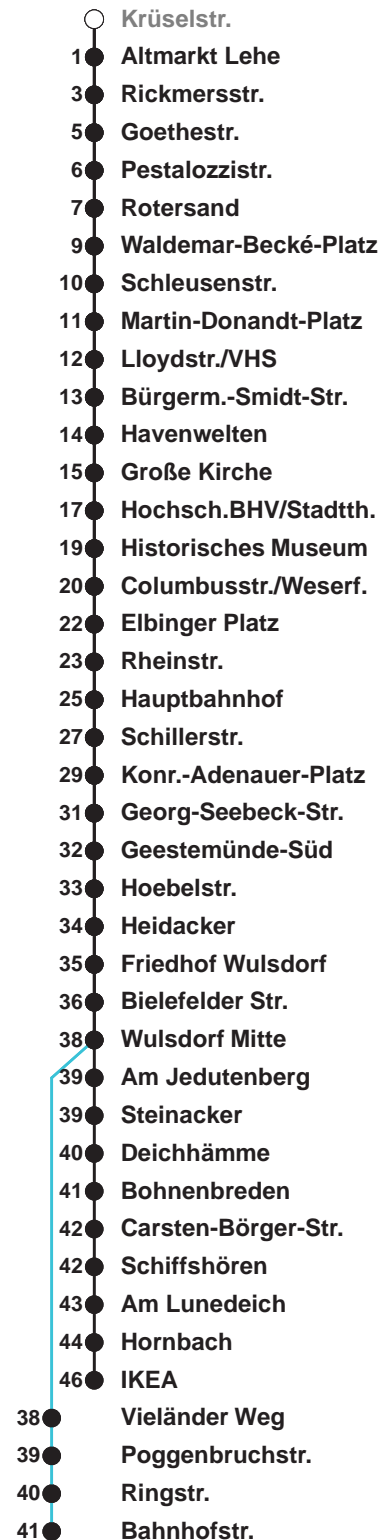 Krüselstr.
1 Altmarkt Lehe
3 Rickmersstr.
5 Goethestr.
6 Pestalozzistr.
7 Rotersand
9 Waldemar-Becké-Platz
10 Schleusenstr.
11 Martin-Donandt-Platz
12 Lloydstr./VHS
13 Bürgerm.-Smidt-Str.
14 Havenwelten
15 Große Kirche
17 Hochsch.BHV/Stadtth.
19 Historisches Museum
20 Columbusstr./Weserf.
22 Elbinger Platz
23 Rheinstr.
25 Hauptbahnhof
27 Schillerstr.
29 Konr.-Adenauer-Platz
31 Georg-Seebeck-Str.
32 Geestemünde-Süd
33 Hoebelstr.
34 Heidacker
35 Friedhof Wulsdorf
36 Bielefelder Str.
38 Wulsdorf Mitte
39 Am Jedutenberg
39 Steinacker
40 Deichhämme
41 Bohnenbreden
42 Carsten-Börger-Str.
42 Schiffshören
43 Am Lunedeich
44 Hornbach
46 IKEA
38 Vieländer Weg
39 Poggenbruchstr.
40 Ringstr.
41 Bahnhofstr.